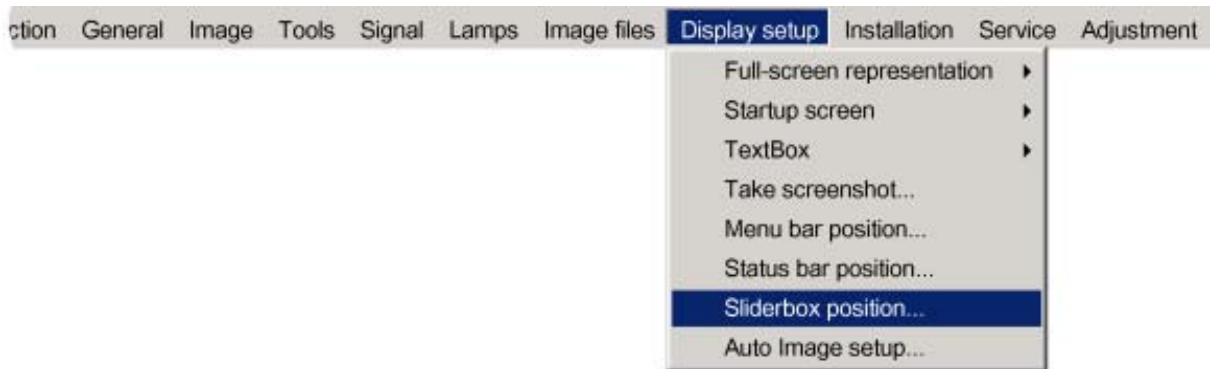 ction General Image Tools Signal Lamps Image files Display setup Installation Service Adjustment
Full-screen representation
Startup screen
TextBox
Take screenshot...
Menu bar position...
Status bar position...
Sliderbox position...
Auto Image setup...